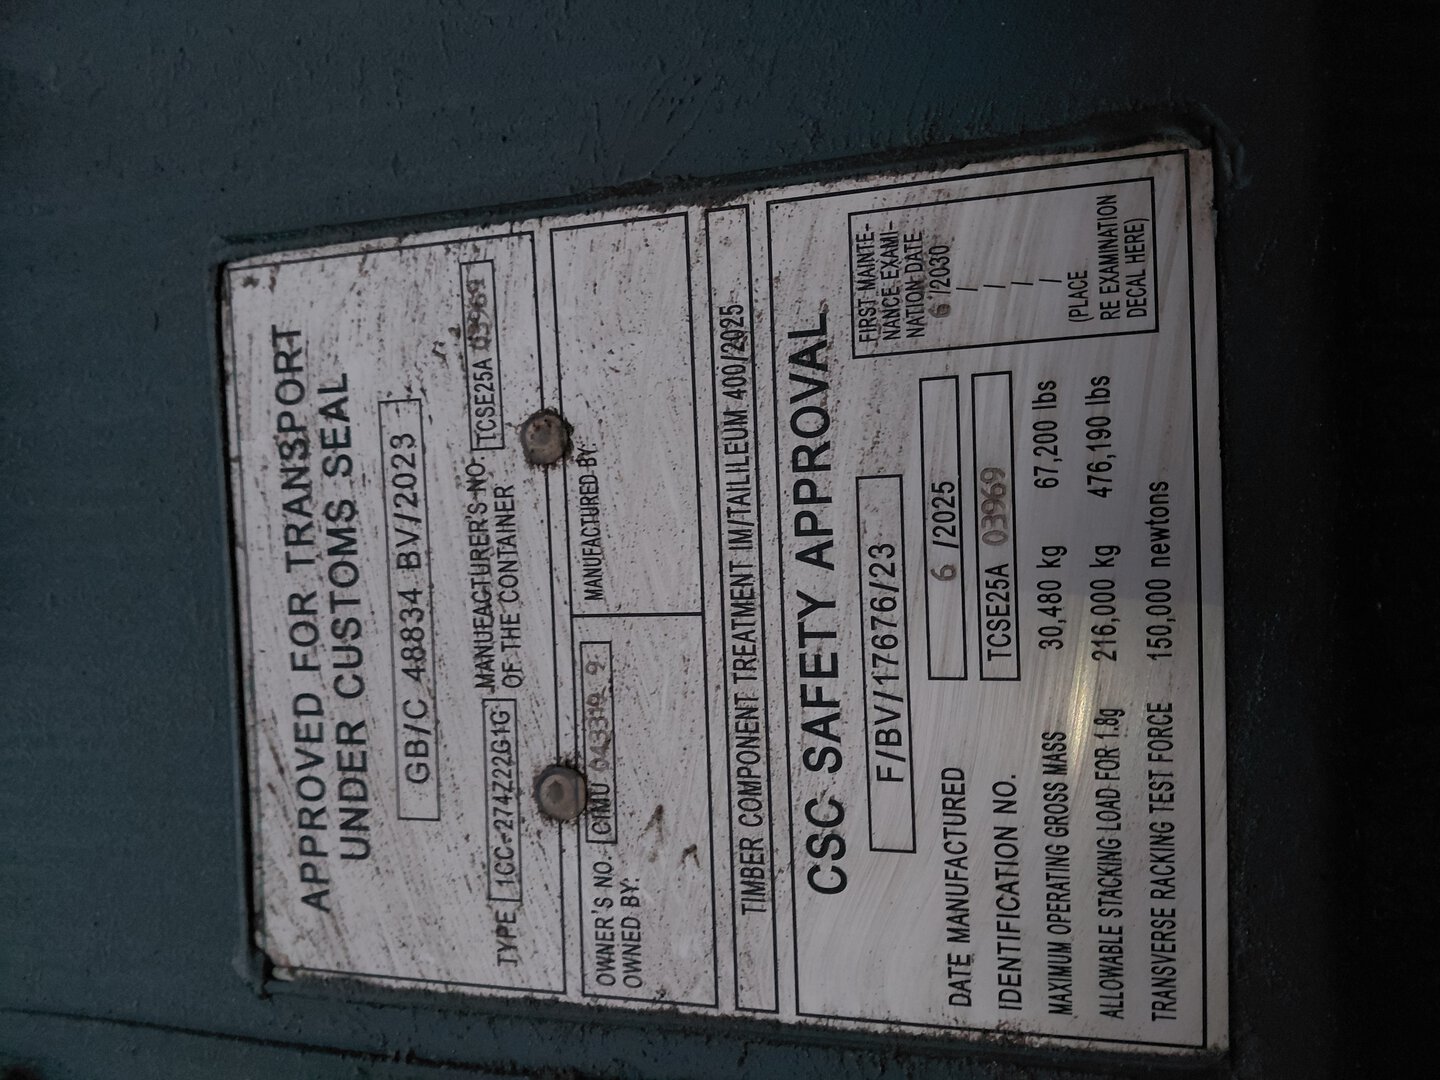 APPROVED FOR TRANSPORT
UNDER CUSTOMS SEAL
GB/C 48834 BV/2023
TYPE 1CC-274Z22G1G MANUFACTURER'S NO. TCSE25A 03969
OF THE CONTAINER
OWNER'S NO. CIMU 9
OWNED BY:
MANUFACTURED BY:
TIMBER COMPONENT TREATMENT IM/TAILILEUM 400/2025
CSC SAFETY APPROVAL
F/BV/17676/23
DATE MANUFACTURED 6 /2025
IDENTIFICATION NO. TCSE25A 03969
MAXIMUM OPERATING GROSS MASS 30,480 kg 67,200 lbs
ALLOWABLE STACKING LOAD FOR 1.8g 216,000 kg 476,190 lbs
TRANSVERSE RACKING TEST FORCE 150,000 newtons
FIRST MAINTE-
NANCE EXAMI-
NATION DATE
6 /2030
/
/
/
/
(PLACE
RE EXAMINATION
DECAL HERE)